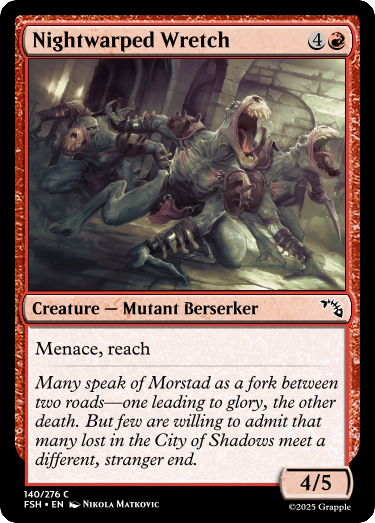 Nightwarped Wretch 4
Creature — Mutant Berserker
Menace, reach
Many speak of Morstad as a fork between
two roads—one leading to glory, the other
death. But few are willing to admit that
many lost in the City of Shadows meet a
different, stranger end.
4/5
140/276 C
FSH • EN Nikola Matkovic
©2025 Grapple